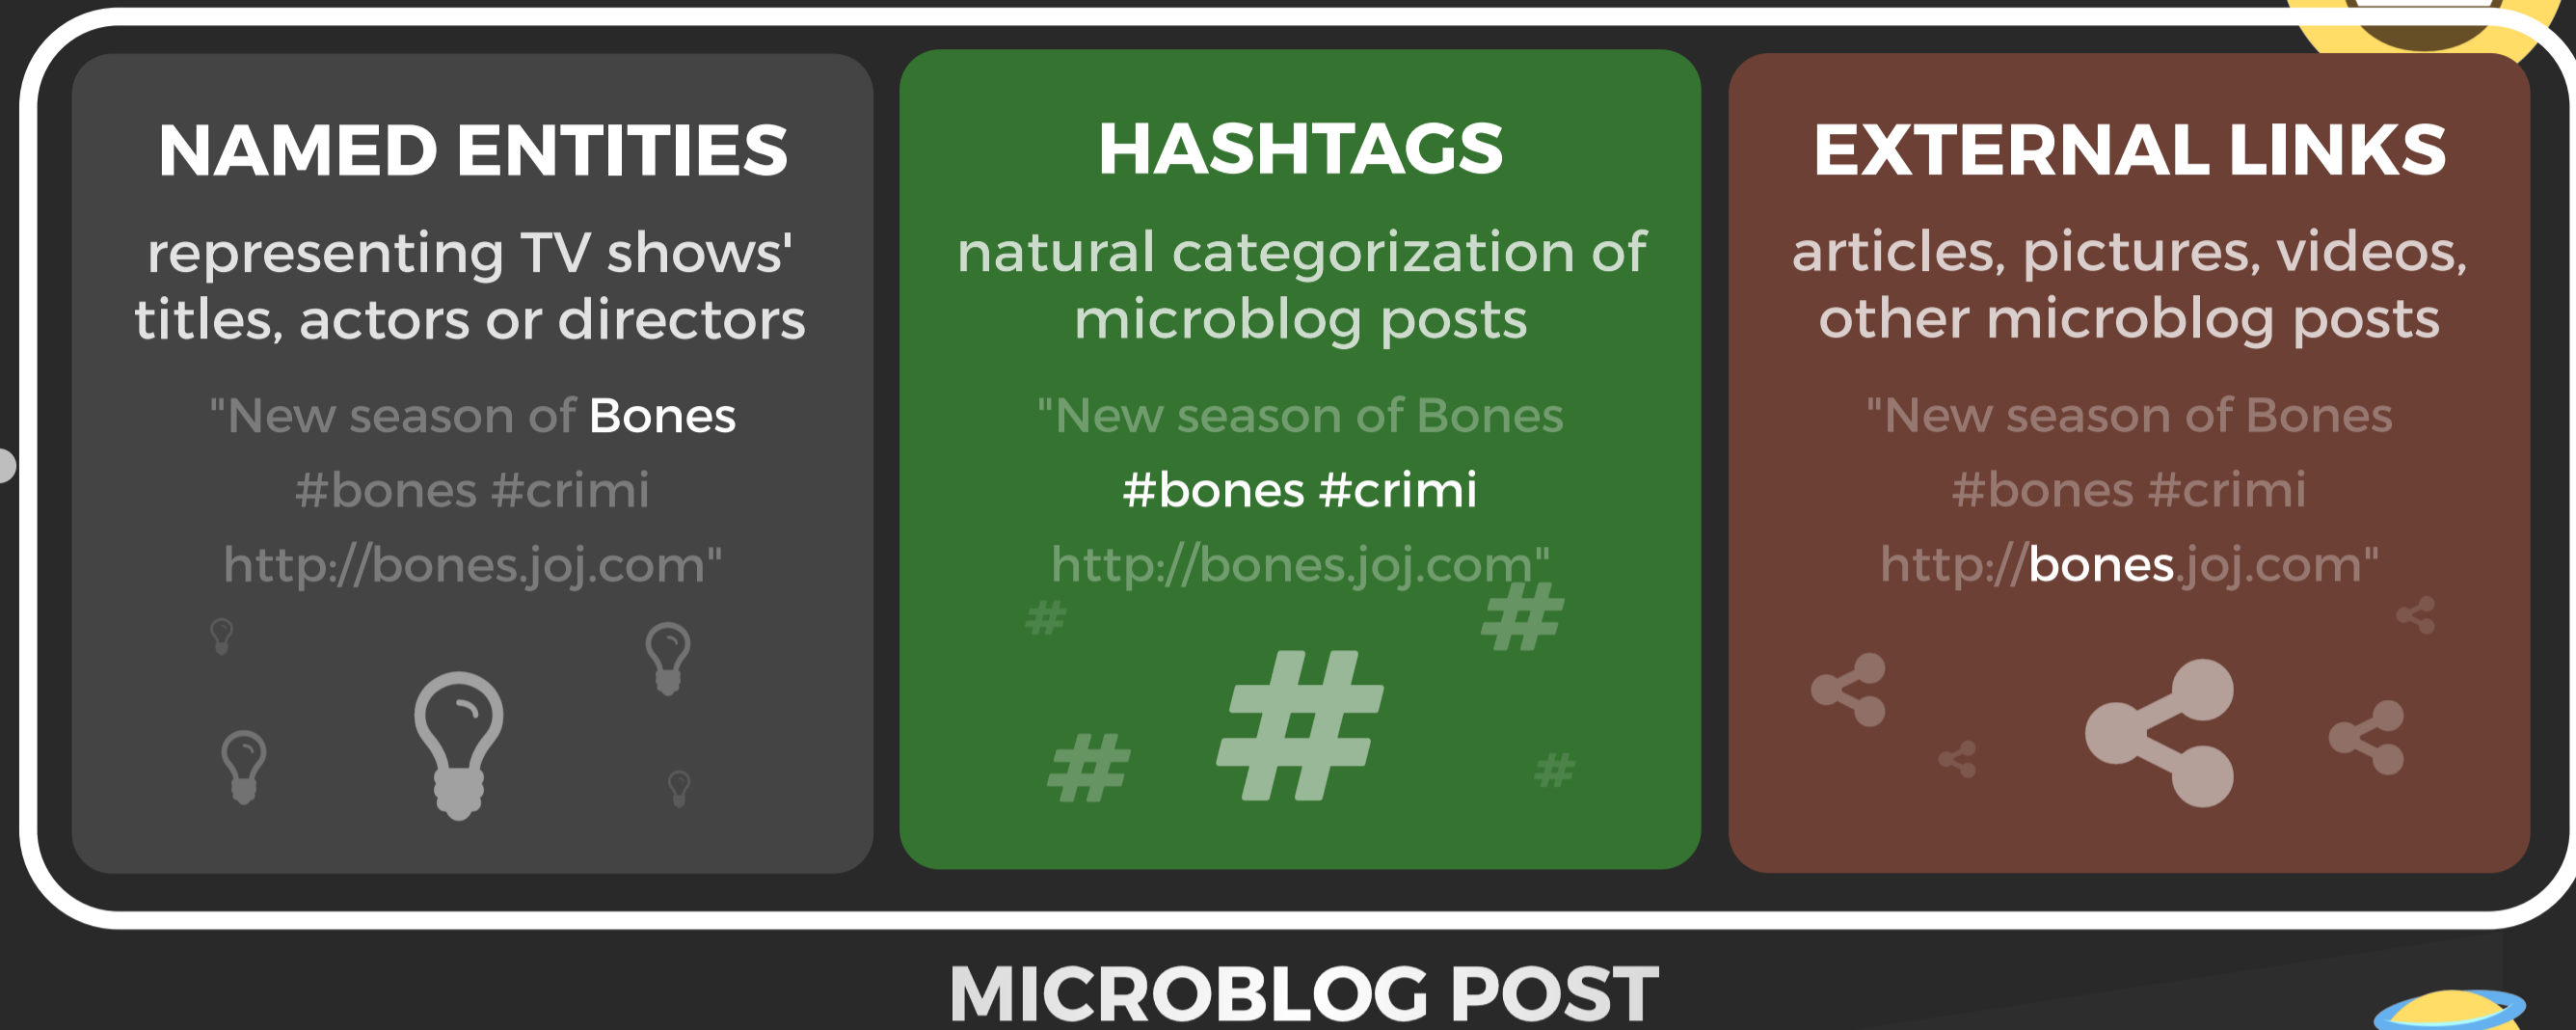 NAMED ENTITIES
representing TV shows'
titles, actors or directors
"New season of Bones
#bones #crimi
http://bones.joj.com"
HASHTAGS
natural categorization of
microblog posts
"New season of Bones
#bones #crimi
http://bones.joj.com"
EXTERNAL LINKS
articles, pictures, videos,
other microblog posts
"New season of Bones
#bones #crimi
http://bones.joj.com"
MICROBLOG POST